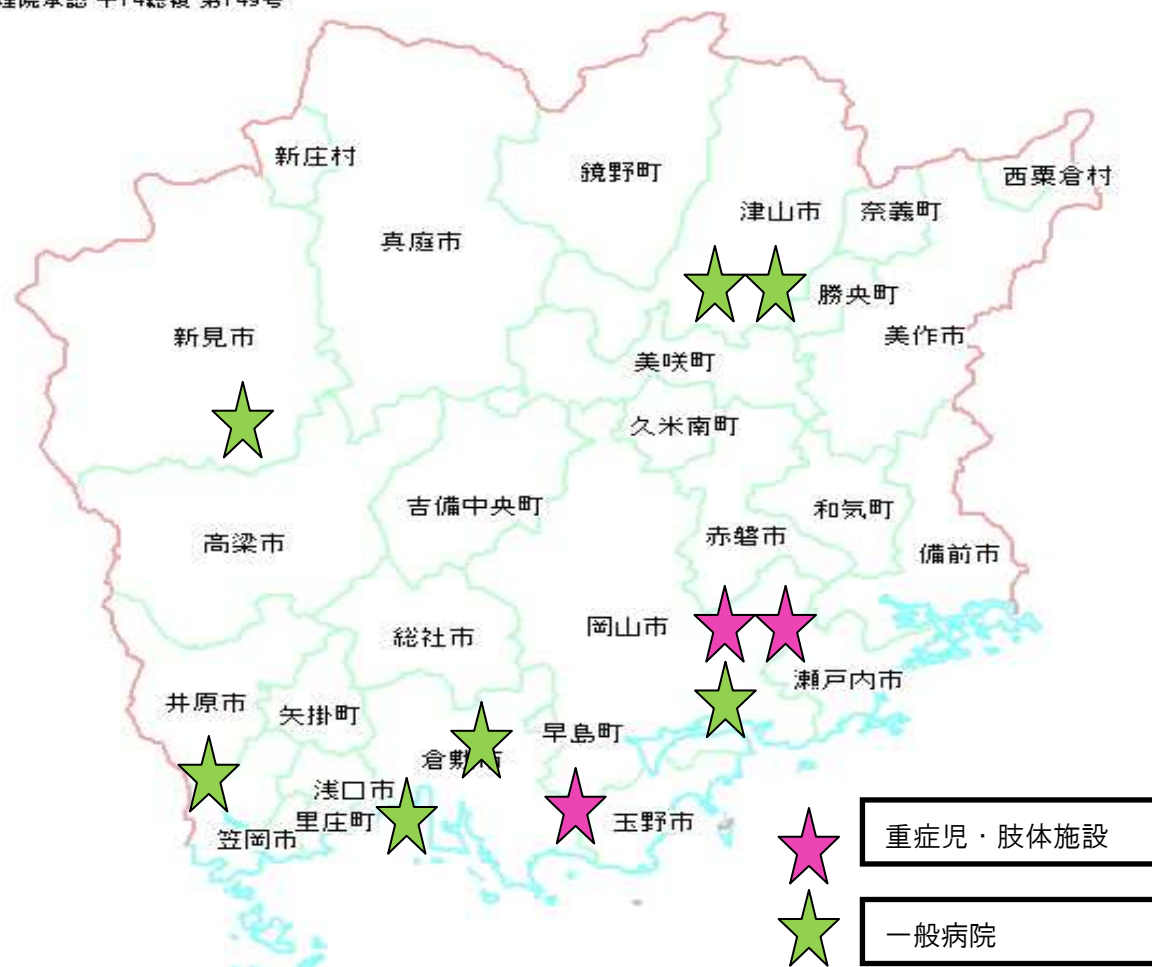 新庄村
鏡野町
西粟倉村
津山市
奈義町
真庭市
勝央町
新見市
美作市
美咲町
久米南町
吉備中央町
和気町
赤磐市
高梁市
備前市
岡山市
総社市
瀬戸内市
井原市
矢掛町
早島町
倉敷市
浅口市
里庄町
玉野市
笠岡市
重症児・肢体施設
一般病院